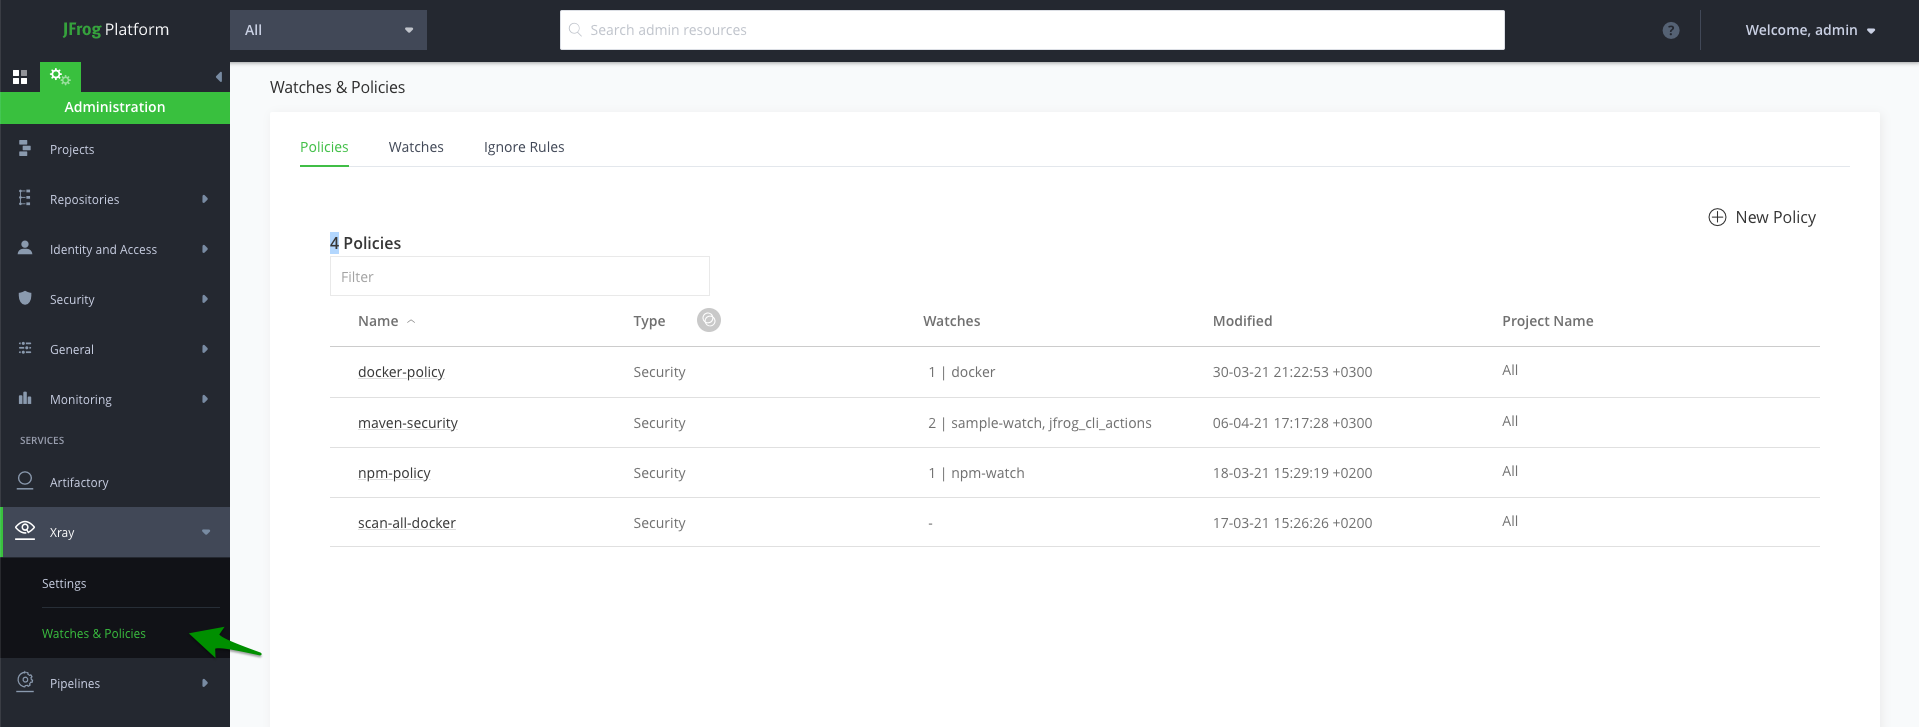 JFrog Platform
All
Search admin resources
?
Welcome, admin
Administration
Projects
Repositories
Identity and Access
Security
General
Monitoring
SERVICES
Artifactory
Xray
Settings
Watches & Policies
Pipelines
Watches & Policies
Policies Watches Ignore Rules
New Policy
4 Policies
Filter
Name Type Watches Modified Project Name
docker-policy Security 1 | docker 30-03-21 21:22:53 +0300 All
maven-security Security 2 | sample-watch, jfrog_cli_actions 06-04-21 17:17:28 +0300 All
npm-policy Security 1 | npm-watch 18-03-21 15:29:19 +0200 All
scan-all-docker Security - 17-03-21 15:26:26 +0200 All